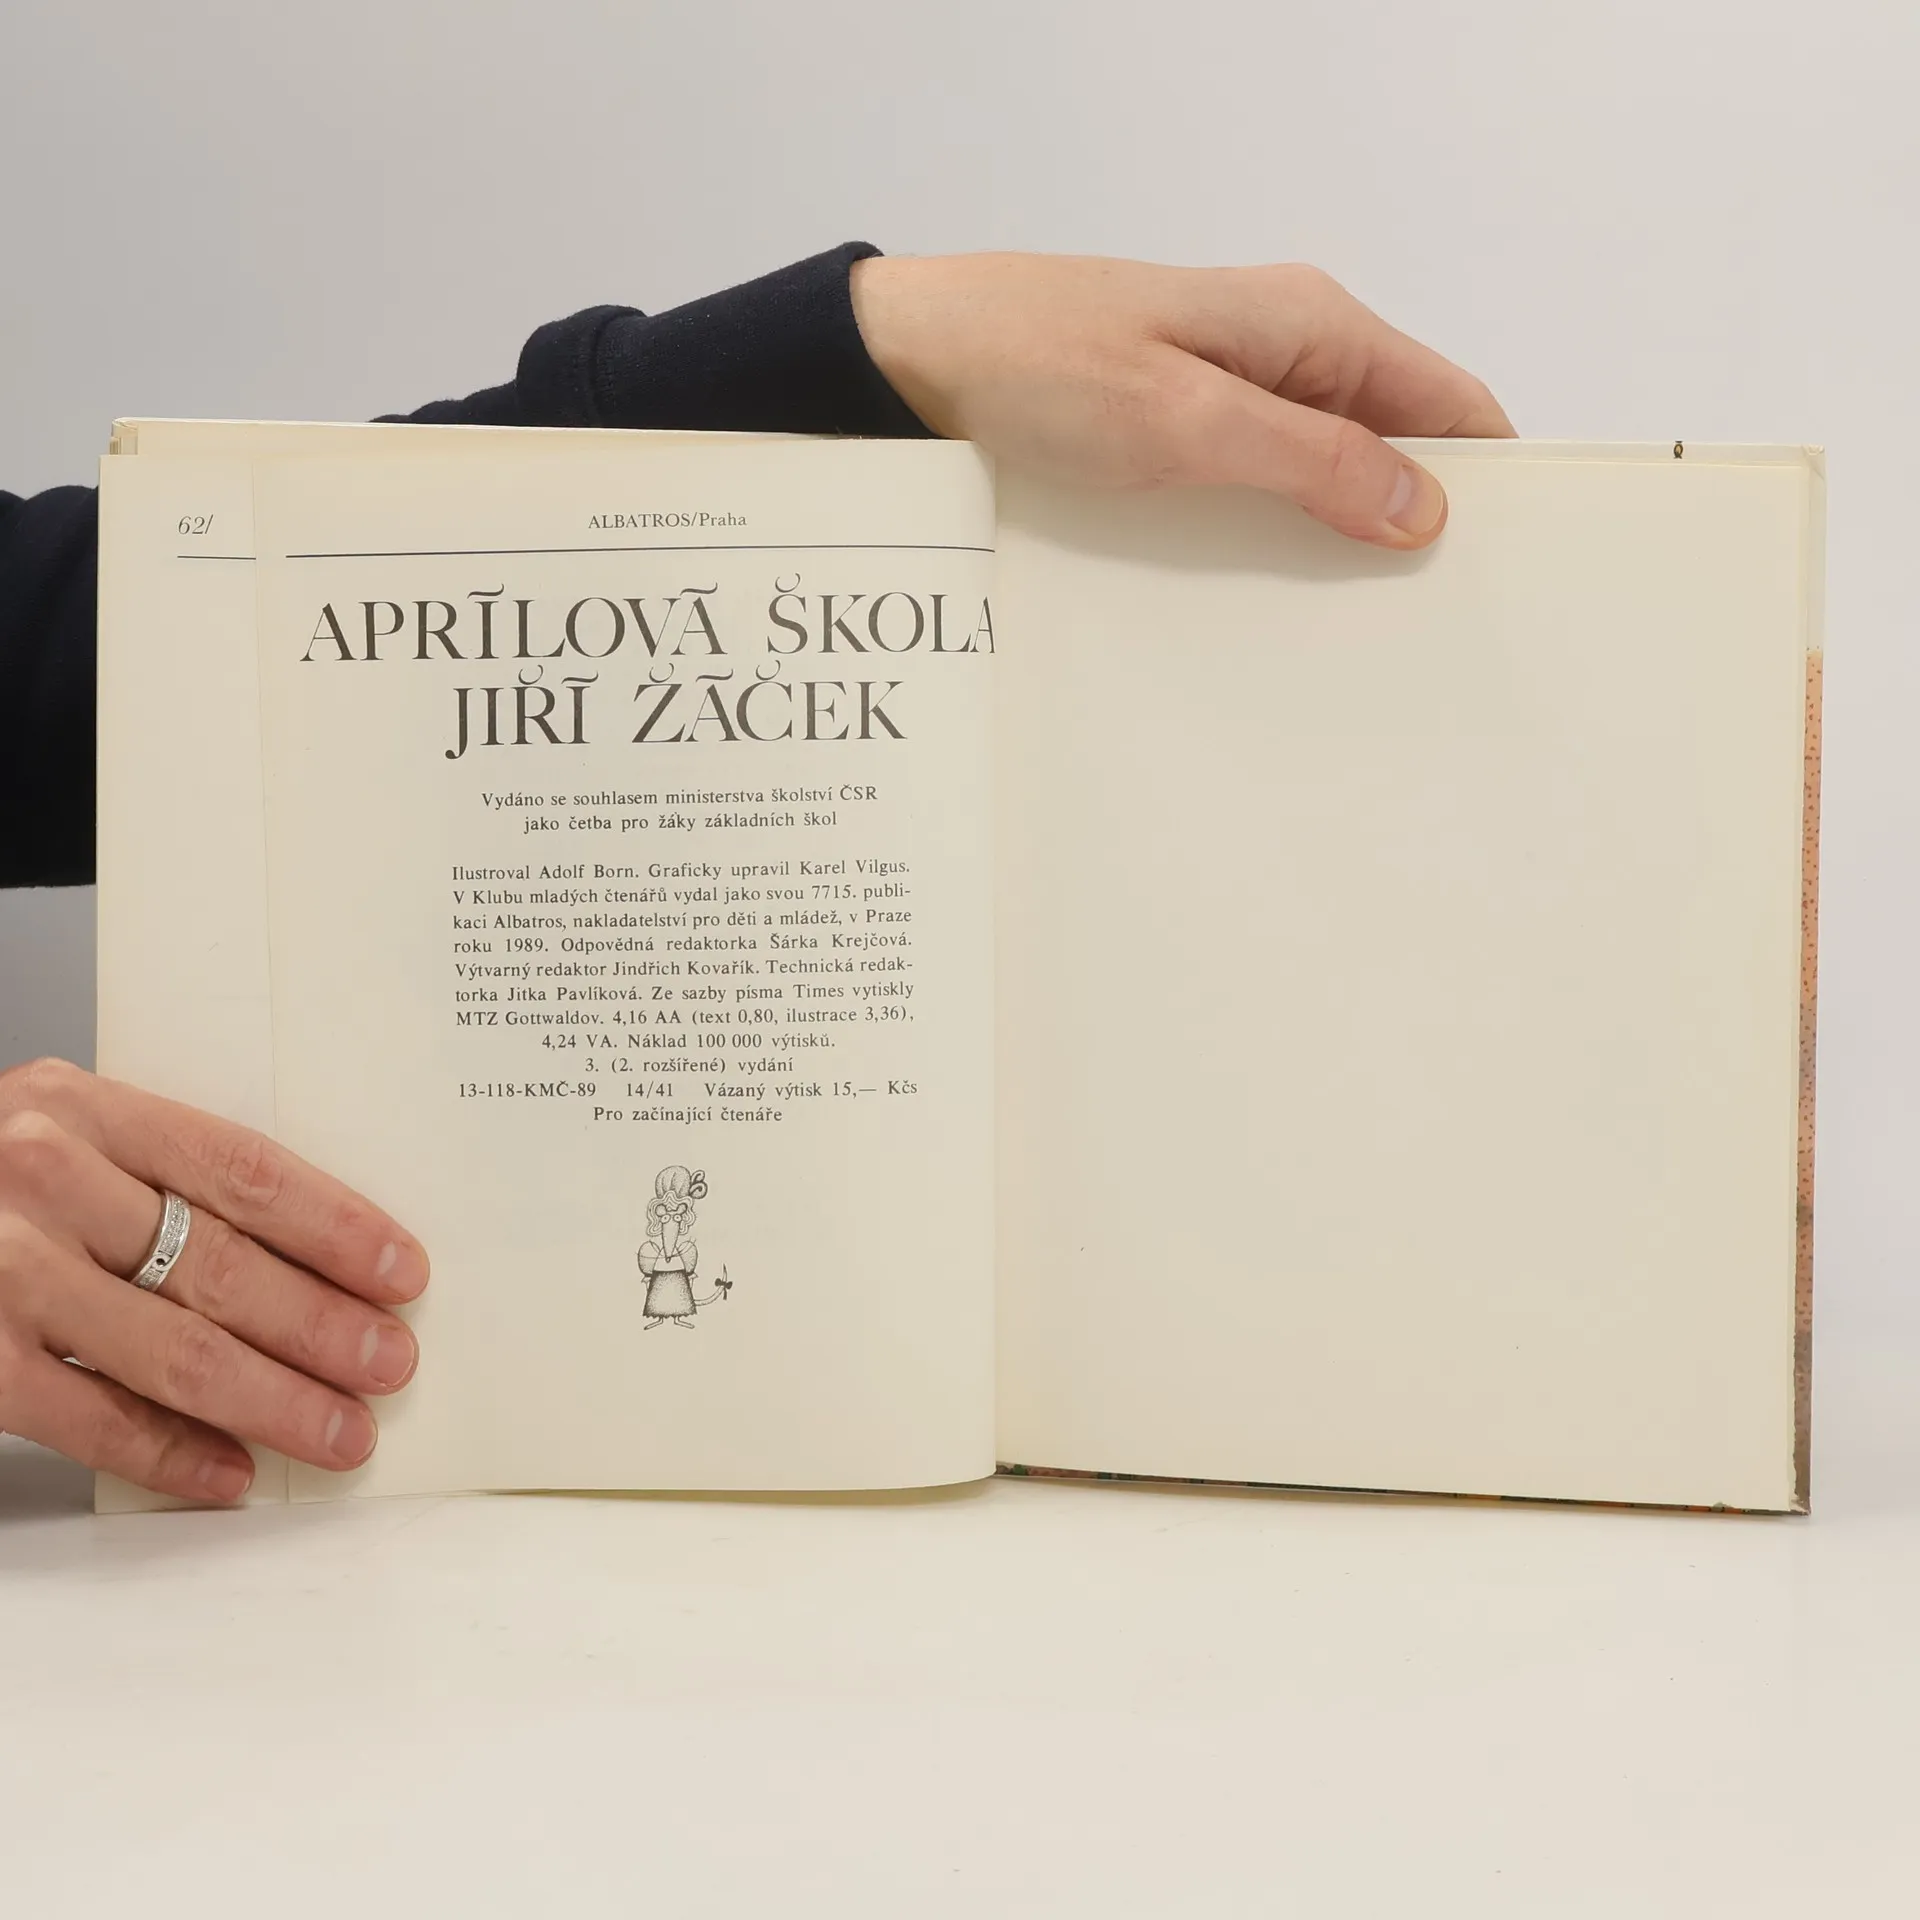 62/
ALBATROS/Praha
APRÍLOVÁ ŠKOLA
JIŘÍ ŽÁČEK
Vydáno se souhlasem ministerstva školství ČSR
jako četba pro žáky základních škol
Ilustroval Adolf Born. Graficky upravil Karel Vilgus.
V Klubu mladých čtenářů vydal jako svou 7715. publi-
kaci Albatros, nakladatelství pro děti a mládež, v Praze
roku 1989. Odpovědná redaktorka Šárka Krejčová.
Výtvarný redaktor Jindřich Kovařík. Technická redak-
torka Jitka Pavlíková. Ze sazby písma Times vytiskly
MTZ Gottwaldov. 4,16 AA (text 0,80, ilustrace 3,36),
4,24 VA. Náklad 100 000 výtisků.
3. (2. rozšířené) vydání
13-118-KMČ-89 14/41 Vázaný výtisk 15,— Kčs
Pro začínající čtenáře